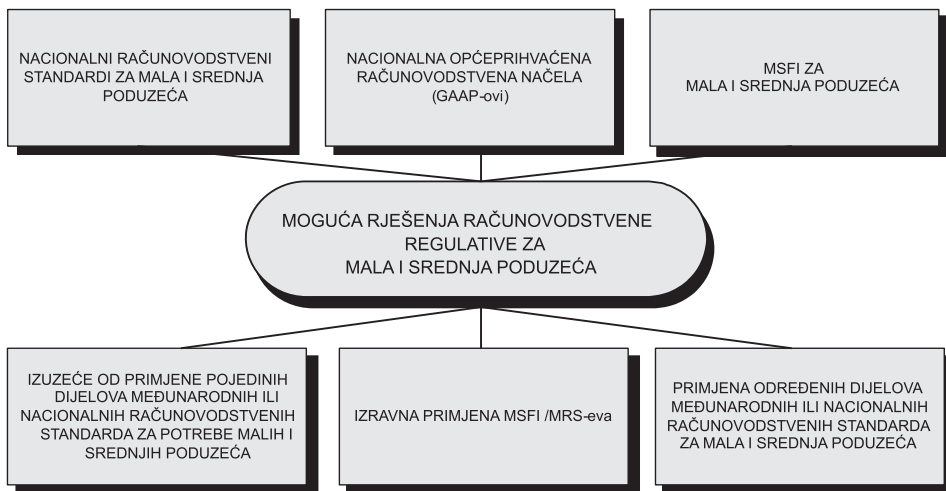 NACIONALNI RAČUNOVODSTVENI
STANDARDI ZA MALA I SREDNJA
PODUZEĆA
NACIONALNA OPĆEPRIHVAĆENA
RAČUNOVODSTVENA NAČELA
(GAAP-ovi)
MSFI ZA
MALA I SREDNJA PODUZEĆA
MOGUĆA RJEŠENJA RAČUNOVODSTVENE
REGULATIVE ZA
MALA I SREDNJA PODUZEĆA
IZUZEĆE OD PRIMJENE POJEDINIH
DIJELOVA MEĐUNARODNIH ILI
NACIONALNIH RAČUNOVODSTVENIH
STANDARDA ZA POTREBE MALIH I
SREDNJIH PODUZEĆA
IZRAVNA PRIMJENA MSFI /MRS-eva
PRIMJENA ODREĐENIH DIJELOVA
MEĐUNARODNIH ILI NACIONALNIH
RAČUNOVODSTVENIH STANDARDA
ZA MALA I SREDNJA PODUZEĆA